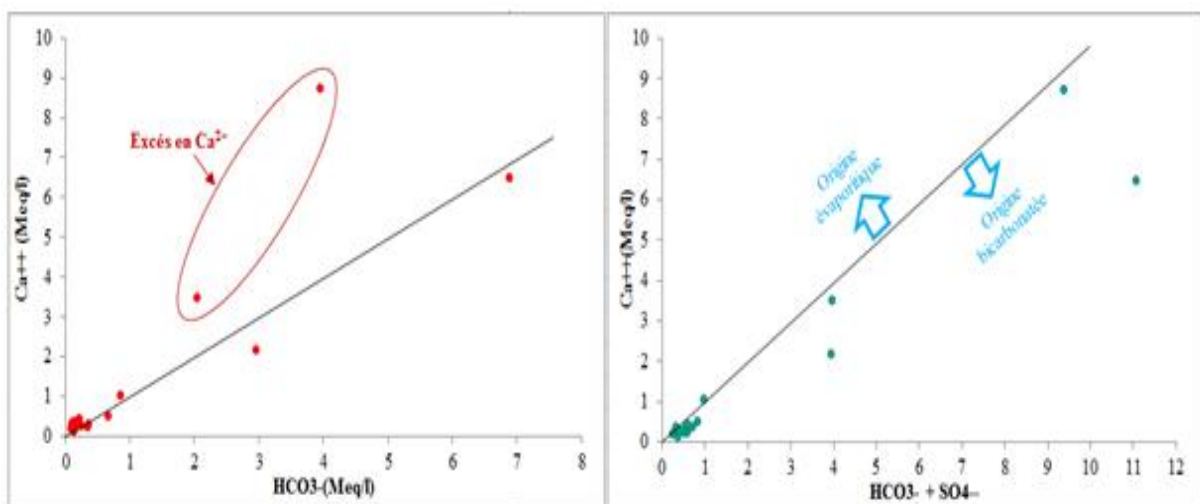 10
9
8
7
6
5
4
3
2
1
0
Ca++ (Meq/l)
Excés en Ca²⁺
0 1 2 3 4 5 6 7 8
HCO3-(Meq/l)
10
9
8
7
6
5
4
3
2
1
0
Ca++(Meq/l)
Origine
évaporitique
Origine
bicarbonatée
0 1 2 3 4 5 6 7 8 9 10 11 12
HCO3- + SO4--